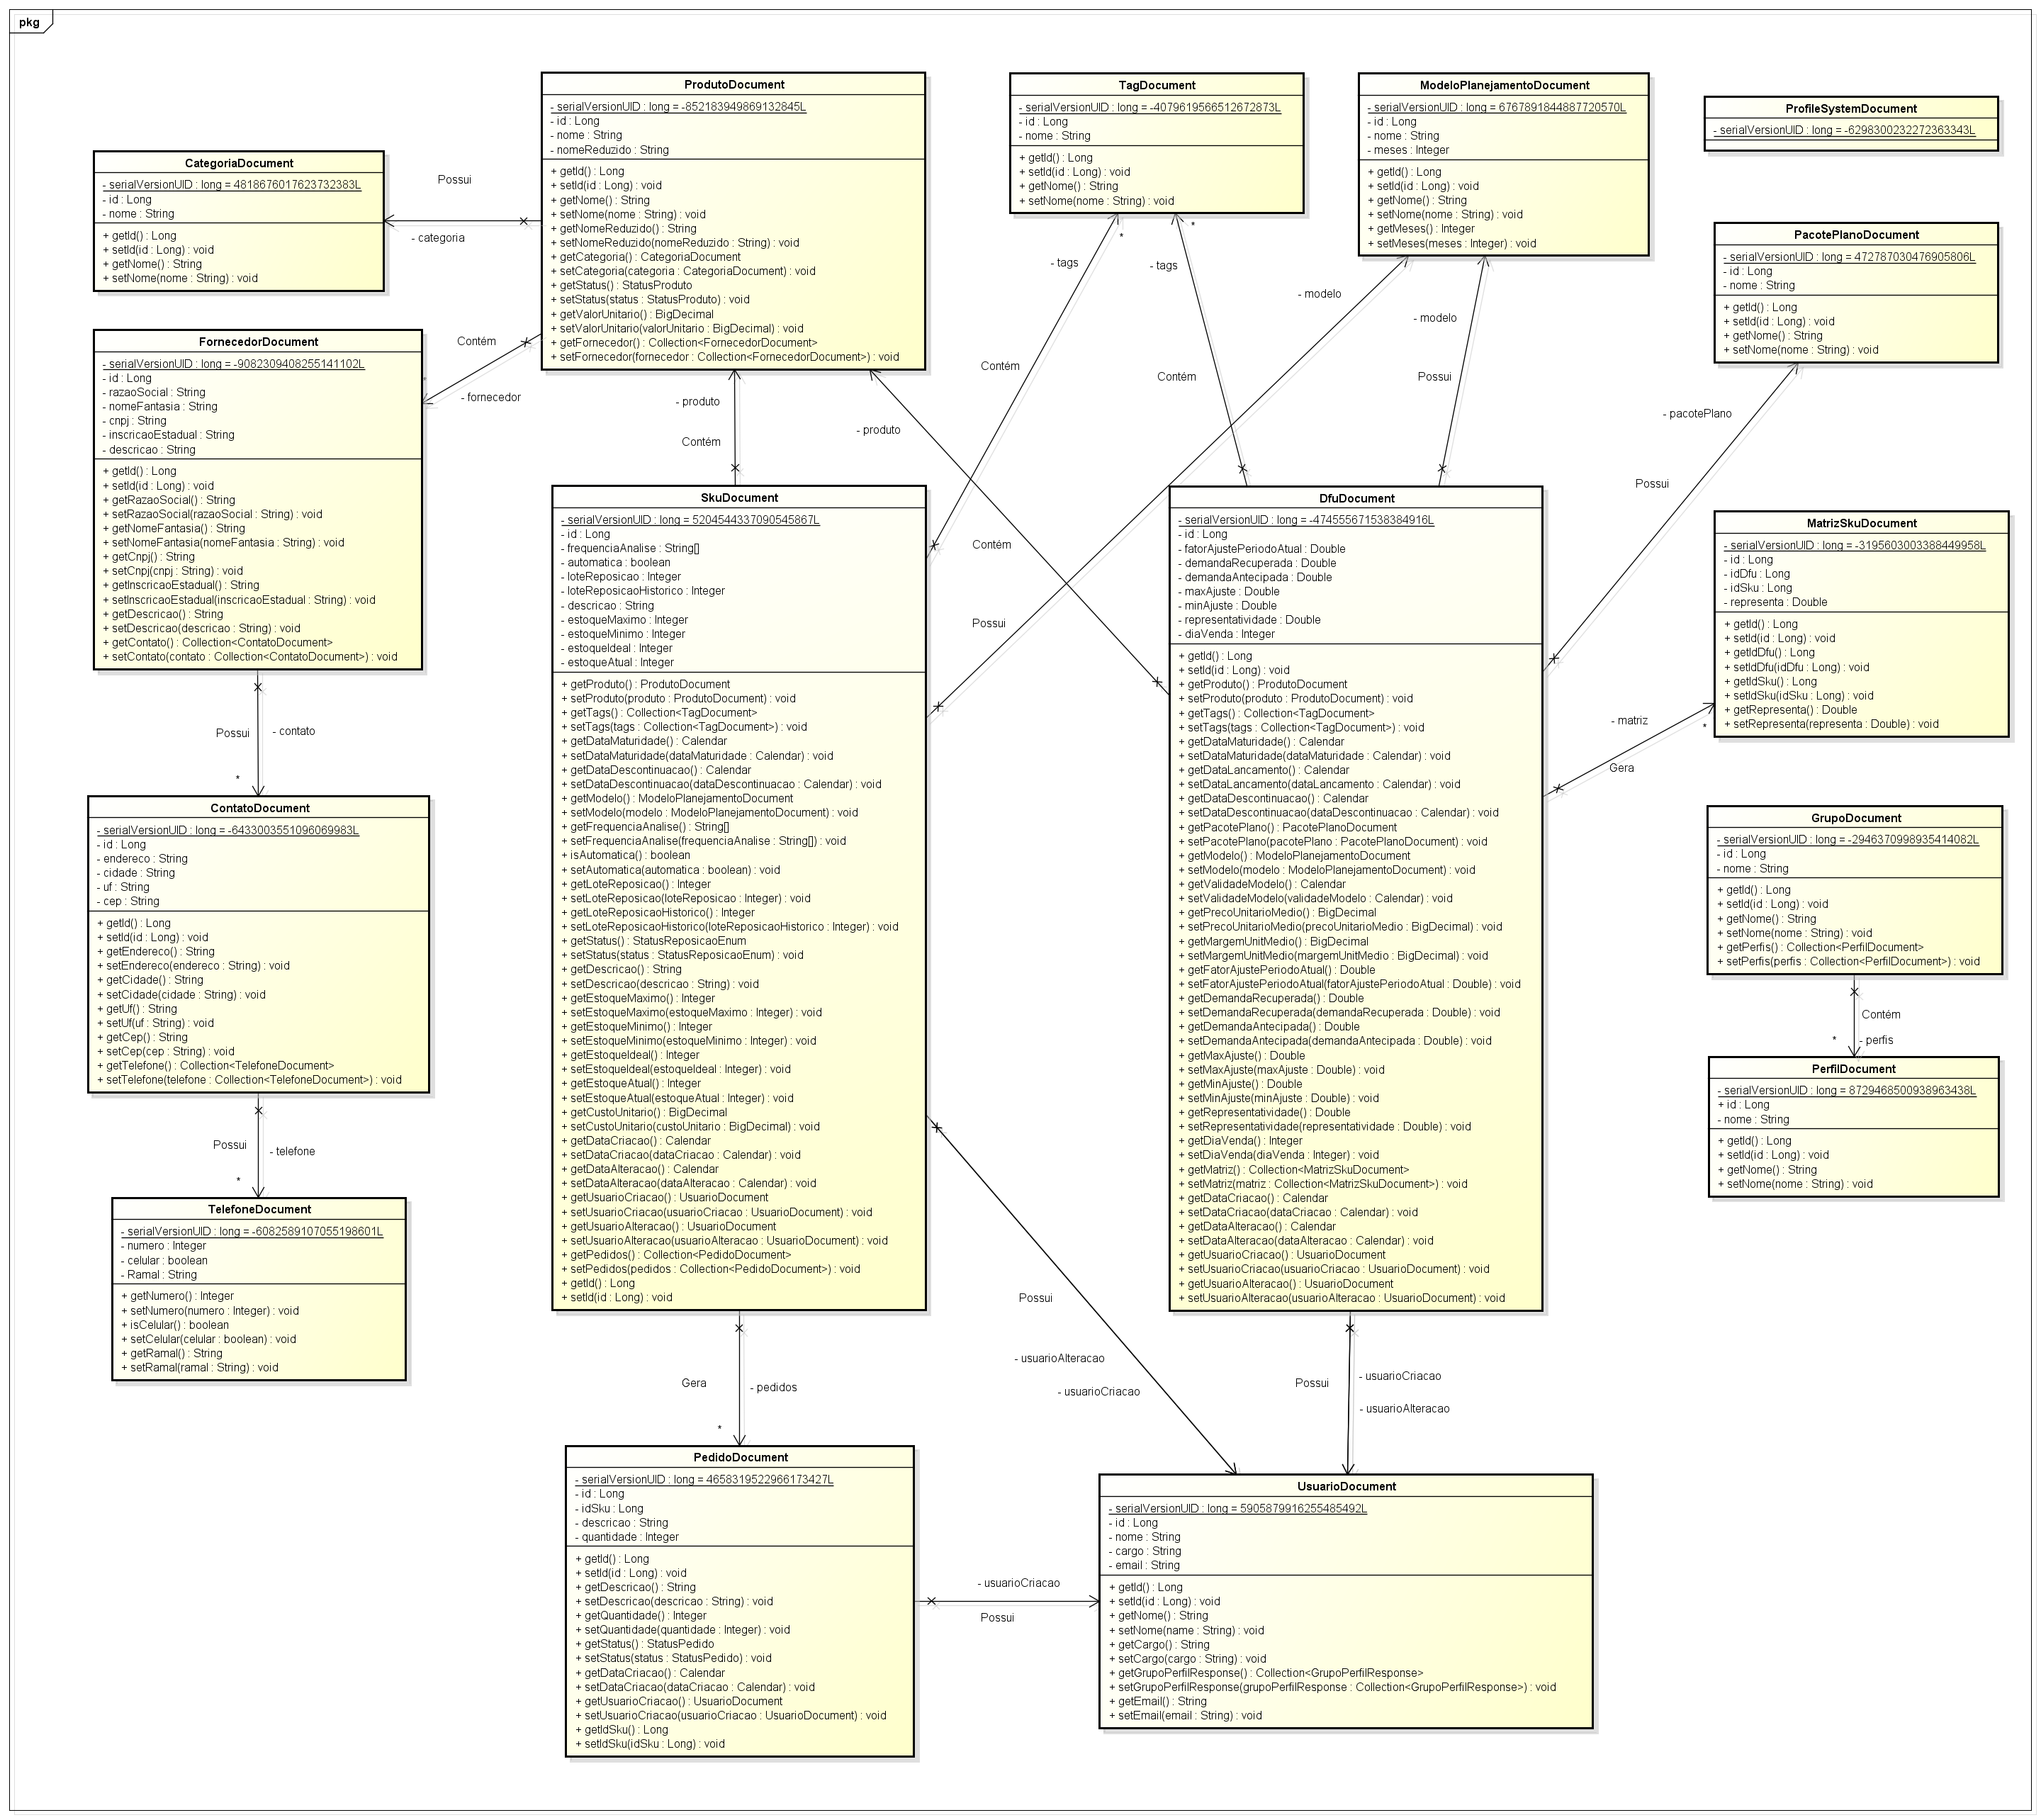 pkg
ProdutoDocument
- serialVersionUID : long = -852183949869132845L
- id : Long
- nome : String
- nomeReduzido : String
+ getId() : Long
+ setId(id : Long) : void
+ getNome() : String
+ setNome(nome : String) : void
+ getNomeReduzido() : String
+ setNomeReduzido(nomeReduzido : String) : void
+ getCategoria() : CategoriaDocument
+ setCategoria(categoria : CategoriaDocument) : void
+ getStatus() : StatusProduto
+ setStatus(status : StatusProduto) : void
+ getValorUnitario() : BigDecimal
+ setValorUnitario(valorUnitario : BigDecimal) : void
+ getFornecedor() : Collection<FornecedorDocument>
+ setFornecedor(fornecedor : Collection<FornecedorDocument>) : void
TagDocument
- serialVersionUID : long = -4079619566512672873L
- id : Long
- nome : String
+ getId() : Long
+ setId(id : Long) : void
+ getNome() : String
+ setNome(nome : String) : void
ModeloPlanejamentoDocument
- serialVersionUID : long = 6767891844887720570L
- id : Long
- nome : String
- meses : Integer
+ getId() : Long
+ setId(id : Long) : void
+ getNome() : String
+ setNome(nome : String) : void
+ getMeses() : Integer
+ setMeses(meses : Integer) : void
ProfileSystemDocument
- serialVersionUID : long = -6298300232272363343L
CategoriaDocument
- serialVersionUID : long = 4818676017623732383L
- id : Long
- nome : String
+ getId() : Long
+ setId(id : Long) : void
+ getNome() : String
+ setNome(nome : String) : void
Possui
- categoria
PacotePlanoDocument
- serialVersionUID : long = 472787030476905806L
- id : Long
- nome : String
+ getId() : Long
+ setId(id : Long) : void
+ getNome() : String
+ setNome(nome : String) : void
FornecedorDocument
- serialVersionUID : long = -9082309408255141102L
- id : Long
- razaoSocial : String
- nomeFantasia : String
- cnpj : String
- inscricaoEstadual : String
- descricao : String
+ getId() : Long
+ setId(id : Long) : void
+ getRazaoSocial() : String
+ setRazaoSocial(razaoSocial : String) : void
+ getNomeFantasia() : String
+ setNomeFantasia(nomeFantasia : String) : void
+ getCnpj() : String
+ setCnpj(cnpj : String) : void
+ getInscricaoEstadual() : String
+ setInscricaoEstadual(inscricaoEstadual : String) : void
+ getDescricao() : String
+ setDescricao(descricao : String) : void
+ getContato() : Collection<ContatoDocument>
+ setContato(contato : Collection<ContatoDocument>) : void
Contém
*
- fornecedor
- produto
Contém
- produto
Contém
*
- tags
Contém
*
- tags
Contém
- modelo
Possui
- modelo
Possui
- pacotePlano
Possui
SkuDocument
- serialVersionUID : long = 5204544337090545867L
- id : Long
- frequenciaAnalise : String[]
- automatica : boolean
- loteReposicao : Integer
- loteReposicaoHistorico : Integer
- descricao : String
- estoqueMaximo : Integer
- estoqueMinimo : Integer
- estoqueIdeal : Integer
- estoqueAtual : Integer
+ getProduto() : ProdutoDocument
+ setProduto(produto : ProdutoDocument) : void
+ getTags() : Collection<TagDocument>
+ setTags(tags : Collection<TagDocument>) : void
+ getDataMaturidade() : Calendar
+ setDataMaturidade(dataMaturidade : Calendar) : void
+ getDataDescontinuacao() : Calendar
+ setDataDescontinuacao(dataDescontinuacao : Calendar) : void
+ getModelo() : ModeloPlanejamentoDocument
+ setModelo(modelo : ModeloPlanejamentoDocument) : void
+ getFrequenciaAnalise() : String[]
+ setFrequenciaAnalise(frequenciaAnalise : String[]) : void
+ isAutomatica() : boolean
+ setAutomatica(automatica : boolean) : void
+ getLoteReposicao() : Integer
+ setLoteReposicao(loteReposicao : Integer) : void
+ getLoteReposicaoHistorico() : Integer
+ setLoteReposicaoHistorico(loteReposicaoHistorico : Integer) : void
+ getStatus() : StatusReposicaoEnum
+ setStatus(status : StatusReposicaoEnum) : void
+ getDescricao() : String
+ setDescricao(descricao : String) : void
+ getEstoqueMaximo() : Integer
+ setEstoqueMaximo(estoqueMaximo : Integer) : void
+ getEstoqueMinimo() : Integer
+ setEstoqueMinimo(estoqueMinimo : Integer) : void
+ getEstoqueIdeal() : Integer
+ setEstoqueIdeal(estoqueIdeal : Integer) : void
+ getEstoqueAtual() : Integer
+ setEstoqueAtual(estoqueAtual : Integer) : void
+ getCustoUnitario() : BigDecimal
+ setCustoUnitario(custoUnitario : BigDecimal) : void
+ getDataCriacao() : Calendar
+ setDataCriacao(dataCriacao : Calendar) : void
+ getDataAlteracao() : Calendar
+ setDataAlteracao(dataAlteracao : Calendar) : void
+ getUsuarioCriacao() : UsuarioDocument
+ setUsuarioCriacao(usuarioCriacao : UsuarioDocument) : void
+ getUsuarioAlteracao() : UsuarioDocument
+ setUsuarioAlteracao(usuarioAlteracao : UsuarioDocument) : void
+ getPedidos() : Collection<PedidoDocument>
+ setPedidos(pedidos : Collection<PedidoDocument>) : void
+ getId() : Long
+ setId(id : Long) : void
DfuDocument
- serialVersionUID : long = -474555671538384916L
- id : Long
- fatorAjustePeriodoAtual : Double
- demandaRecuperada : Double
- demandaAntecipada : Double
- maxAjuste : Double
- minAjuste : Double
- representatividade : Double
- diaVenda : Integer
+ getId() : Long
+ setId(id : Long) : void
+ getProduto() : ProdutoDocument
+ setProduto(produto : ProdutoDocument) : void
+ getTags() : Collection<TagDocument>
+ setTags(tags : Collection<TagDocument>) : void
+ getDataMaturidade() : Calendar
+ setDataMaturidade(dataMaturidade : Calendar) : void
+ getDataLancamento() : Calendar
+ setDataLancamento(dataLancamento : Calendar) : void
+ getDataDescontinuacao() : Calendar
+ setDataDescontinuacao(dataDescontinuacao : Calendar) : void
+ getPacotePlano() : PacotePlanoDocument
+ setPacotePlano(pacotePlano : PacotePlanoDocument) : void
+ getModelo() : ModeloPlanejamentoDocument
+ setModelo(modelo : ModeloPlanejamentoDocument) : void
+ getValidadeModelo() : Calendar
+ setValidadeModelo(validadeModelo : Calendar) : void
+ getPrecoUnitarioMedio() : BigDecimal
+ setPrecoUnitarioMedio(precoUnitarioMedio : BigDecimal) : void
+ getMargemUnitMedio() : BigDecimal
+ setMargemUnitMedio(margemUnitMedio : BigDecimal) : void
+ getFatorAjustePeriodoAtual() : Double
+ setFatorAjustePeriodoAtual(fatorAjustePeriodoAtual : Double) : void
+ getDemandaRecuperada() : Double
+ setDemandaRecuperada(demandaRecuperada : Double) : void
+ getDemandaAntecipada() : Double
+ setDemandaAntecipada(demandaAntecipada : Double) : void
+ getMaxAjuste() : Double
+ setMaxAjuste(maxAjuste : Double) : void
+ getMinAjuste() : Double
+ setMinAjuste(minAjuste : Double) : void
+ getRepresentatividade() : Double
+ setRepresentatividade(representatividade : Double) : void
+ getDiaVenda() : Integer
+ setDiaVenda(diaVenda : Integer) : void
+ getMatriz() : Collection<MatrizSkuDocument>
+ setMatriz(matriz : Collection<MatrizSkuDocument>) : void
+ getDataCriacao() : Calendar
+ setDataCriacao(dataCriacao : Calendar) : void
+ getDataAlteracao() : Calendar
+ setDataAlteracao(dataAlteracao : Calendar) : void
+ getUsuarioCriacao() : UsuarioDocument
+ setUsuarioCriacao(usuarioCriacao : UsuarioDocument) : void
+ getUsuarioAlteracao() : UsuarioDocument
+ setUsuarioAlteracao(usuarioAlteracao : UsuarioDocument) : void
MatrizSkuDocument
- serialVersionUID : long = -3195603003388449958L
- id : Long
- idDfu : Long
- idSku : Long
- representa : Double
+ getId() : Long
+ setId(id : Long) : void
+ getIdDfu() : Long
+ setIdDfu(idDfu : Long) : void
+ getIdSku() : Long
+ setIdSku(idSku : Long) : void
+ getRepresenta() : Double
+ setRepresenta(representa : Double) : void
- matriz
*
Gera
Possui
- contato
*
ContatoDocument
- serialVersionUID : long = -6433003551096069983L
- id : Long
- endereco : String
- cidade : String
- uf : String
- cep : String
+ getId() : Long
+ setId(id : Long) : void
+ getEndereco() : String
+ setEndereco(endereco : String) : void
+ getCidade() : String
+ setCidade(cidade : String) : void
+ getUf() : String
+ setUf(uf : String) : void
+ getCep() : String
+ setCep(cep : String) : void
+ getTelefone() : Collection<TelefoneDocument>
+ setTelefone(telefone : Collection<TelefoneDocument>) : void
GrupoDocument
- serialVersionUID : long = -2946370998935414082L
- id : Long
- nome : String
+ getId() : Long
+ setId(id : Long) : void
+ getNome() : String
+ setNome(nome : String) : void
+ getPerfis() : Collection<PerfilDocument>
+ setPerfis(perfis : Collection<PerfilDocument>) : void
Contém
*
- perfis
PerfilDocument
- serialVersionUID : long = 8729468500938963438L
+ id : Long
- nome : String
+ getId() : Long
+ setId(id : Long) : void
+ getNome() : String
+ setNome(nome : String) : void
Possui
- telefone
*
TelefoneDocument
- serialVersionUID : long = -6082589107055198601L
- numero : Integer
- celular : boolean
- Ramal : String
+ getNumero() : Integer
+ setNumero(numero : Integer) : void
+ isCelular() : boolean
+ setCelular(celular : boolean) : void
+ getRamal() : String
+ setRamal(ramal : String) : void
Possui
- usuarioAlteracao
- usuarioCriacao
Possui
- usuarioCriacao
- usuarioAlteracao
Gera
- pedidos
*
PedidoDocument
- serialVersionUID : long = 4658319522966173427L
- id : Long
- idSku : Long
- descricao : String
- quantidade : Integer
+ getId() : Long
+ setId(id : Long) : void
+ getDescricao() : String
+ setDescricao(descricao : String) : void
+ getQuantidade() : Integer
+ setQuantidade(quantidade : Integer) : void
+ getStatus() : StatusPedido
+ setStatus(status : StatusPedido) : void
+ getDataCriacao() : Calendar
+ setDataCriacao(dataCriacao : Calendar) : void
+ getUsuarioCriacao() : UsuarioDocument
+ setUsuarioCriacao(usuarioCriacao : UsuarioDocument) : void
+ getIdSku() : Long
+ setIdSku(idSku : Long) : void
- usuarioCriacao
Possui
UsuarioDocument
- serialVersionUID : long = 5905879916255485492L
- id : Long
- nome : String
- cargo : String
- email : String
+ getId() : Long
+ setId(id : Long) : void
+ getNome() : String
+ setNome(name : String) : void
+ getCargo() : String
+ setCargo(cargo : String) : void
+ getGrupoPerfilResponse() : Collection<GrupoPerfilResponse>
+ setGrupoPerfilResponse(grupoPerfilResponse : Collection<GrupoPerfilResponse>) : void
+ getEmail() : String
+ setEmail(email : String) : void